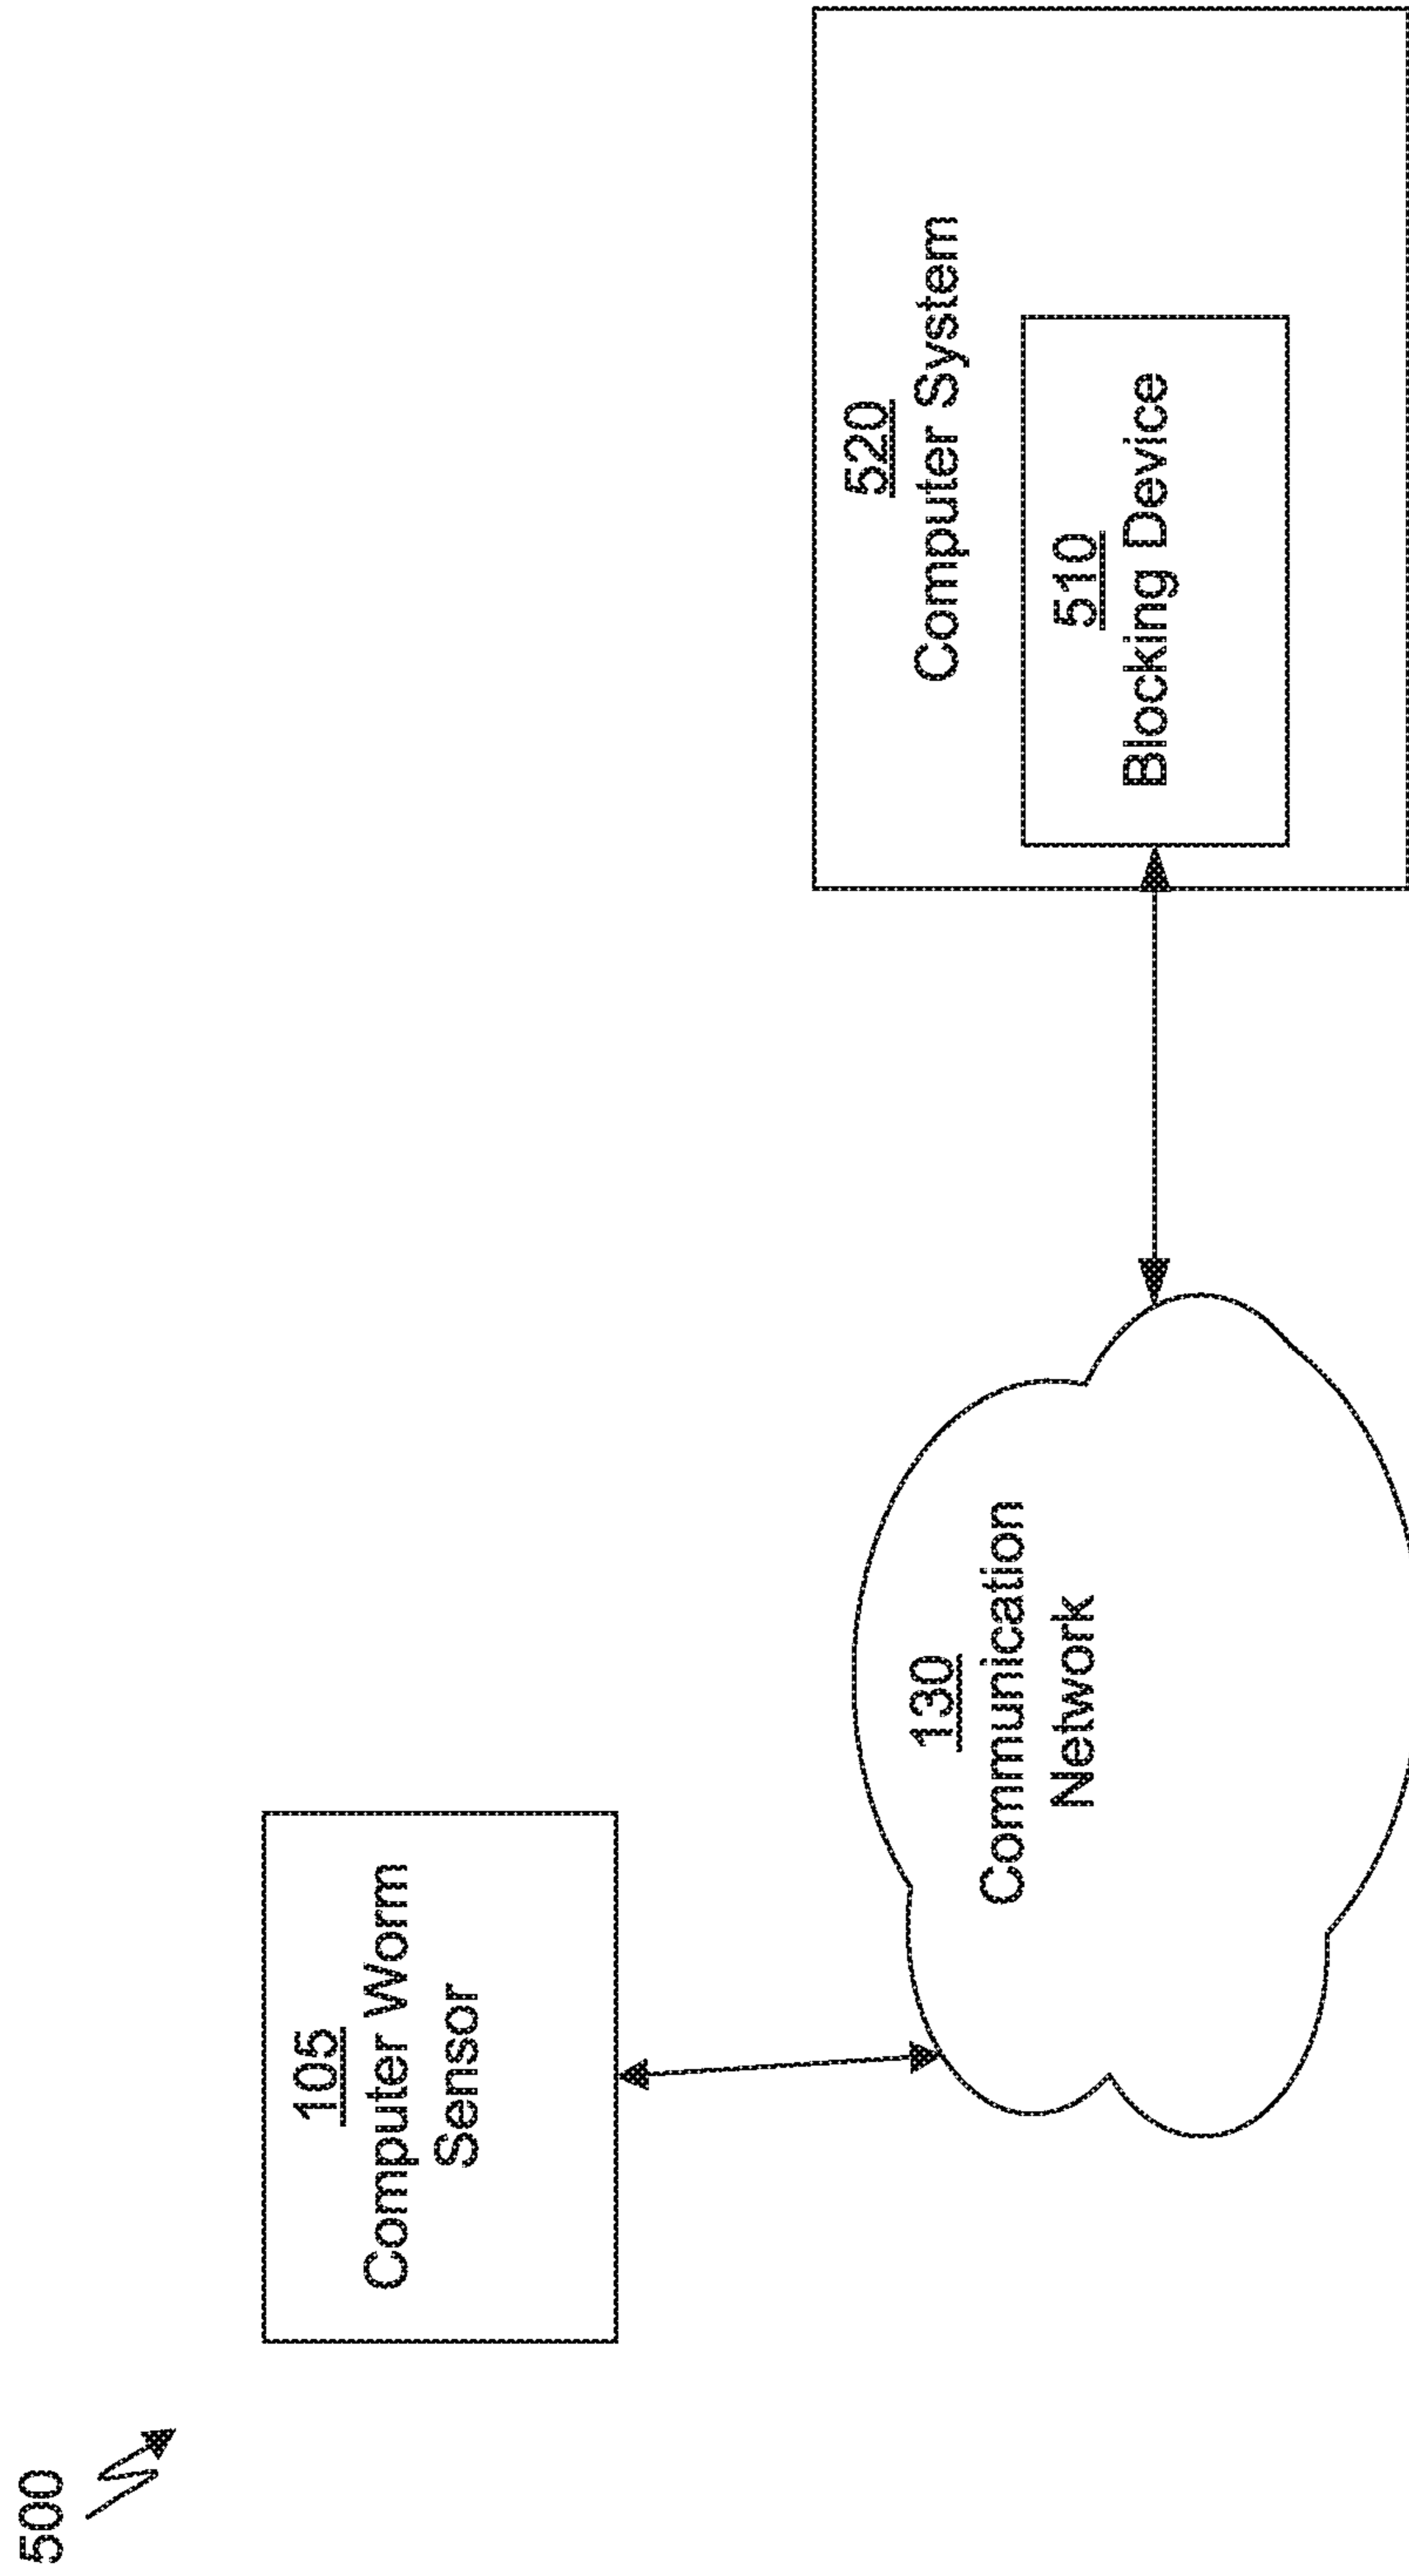 500
105
Computer Worm
Sensor
130
Communication
Network
520
Computer System
510
Blocking Device